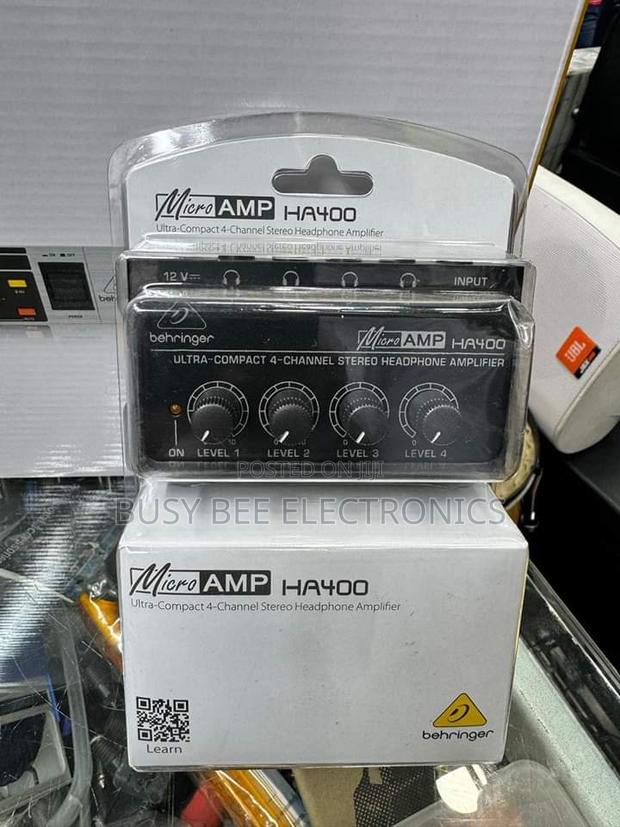 Micro AMP HA400
Ultra-Compact 4-Channel Stereo Headphone Amplifier
12 V
INPUT
behringer
Micro AMP HA400
ULTRA-COMPACT 4-CHANNEL STEREO HEADPHONE AMPLIFIER
ON LEVEL 1 LEVEL 2 LEVEL 3 LEVEL 4
POSTED ON JIJI
BUSY BEE ELECTRONICS
Micro AMP HA400
Ultra-Compact 4-Channel Stereo Headphone Amplifier
Learn
behringer
JBL